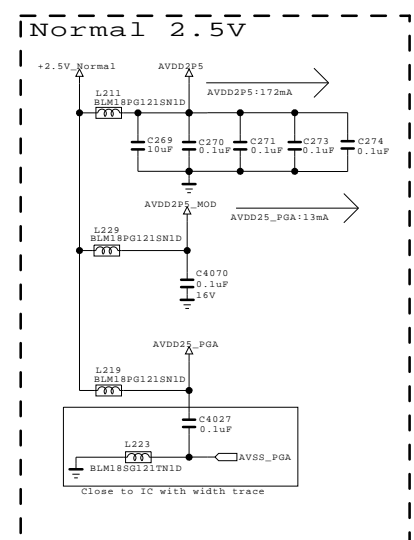 Normal 2.5V
+2.5V_Normal
AVDD2P5
L211
BLM18PG121SN1D
AVDD2P5:172mA
C269
10uF
C270
0.1uF
C271
0.1uF
C273
0.1uF
C274
0.1uF
AVDD2P5_MOD
AVDD25_PGA:13mA
L229
BLM18PG121SN1D
C4070
0.1uF
16V
AVDD25_PGA
L219
BLM18PG121SN1D
C4027
0.1uF
L223
BLM18SG121TN1D
AVSS_PGA
Close to IC with width trace